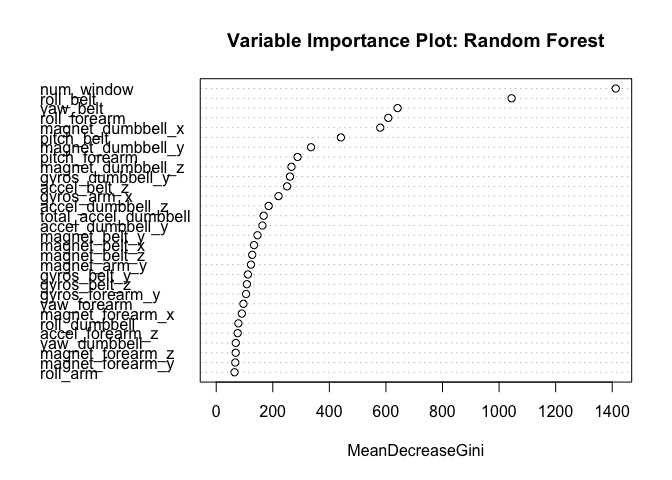 Variable Importance Plot: Random Forest
num_window
roll_belt
yaw_belt
roll_forearm
magnet_dumbbell_x
pitch_belt
magnet_dumbbell_y
pitch_forearm
magnet_dumbbell_z
gyros_dumbbell_y
accel_belt_z
gyros_arm_x
accel_dumbbell_z
total_accel_dumbbell
accel_dumbbell_y
magnet_belt_y
magnet_belt_x
magnet_belt_z
magnet_arm_y
gyros_belt_y
gyros_belt_z
gyros_forearm_y
yaw_forearm
magnet_forearm_x
roll_dumbbell
accel_forearm_z
yaw_dumbbell
magnet_forearm_z
magnet_forearm_y
roll_arm
0 200 400 600 800 1000 1200 1400
MeanDecreaseGini